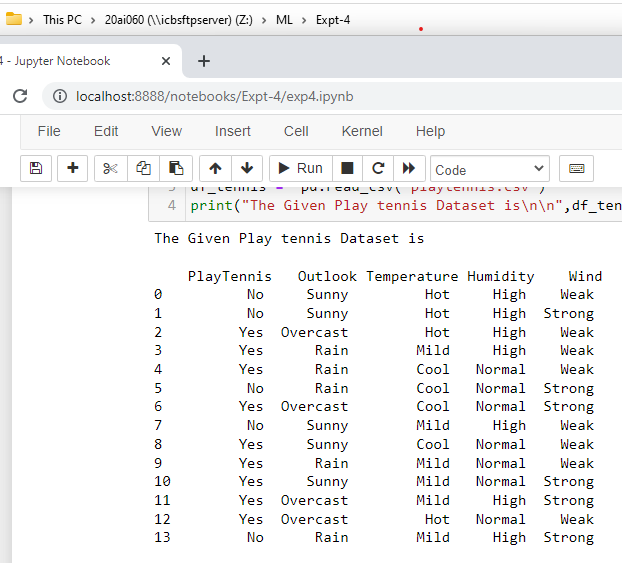 This PC > 20ai060 (\\icbsftpserver) (Z:) > ML > Expt-4
4 - Jupyter Notebook × +
localhost:8888/notebooks/Expt-4/exp4.ipynb
File Edit View Insert Cell Kernel Help
Run Code
3 df_tennis = pd.read_csv('playtennis.csv')
4 print("The Given Play tennis Dataset is\n\n",df_ten
The Given Play tennis Dataset is
PlayTennis Outlook Temperature Humidity Wind
0 No Sunny Hot High Weak
1 No Sunny Hot High Strong
2 Yes Overcast Hot High Weak
3 Yes Rain Mild High Weak
4 Yes Rain Cool Normal Weak
5 No Rain Cool Normal Strong
6 Yes Overcast Cool Normal Strong
7 No Sunny Mild High Weak
8 Yes Sunny Cool Normal Weak
9 Yes Rain Mild Normal Weak
10 Yes Sunny Mild Normal Strong
11 Yes Overcast Mild High Strong
12 Yes Overcast Hot Normal Weak
13 No Rain Mild High Strong